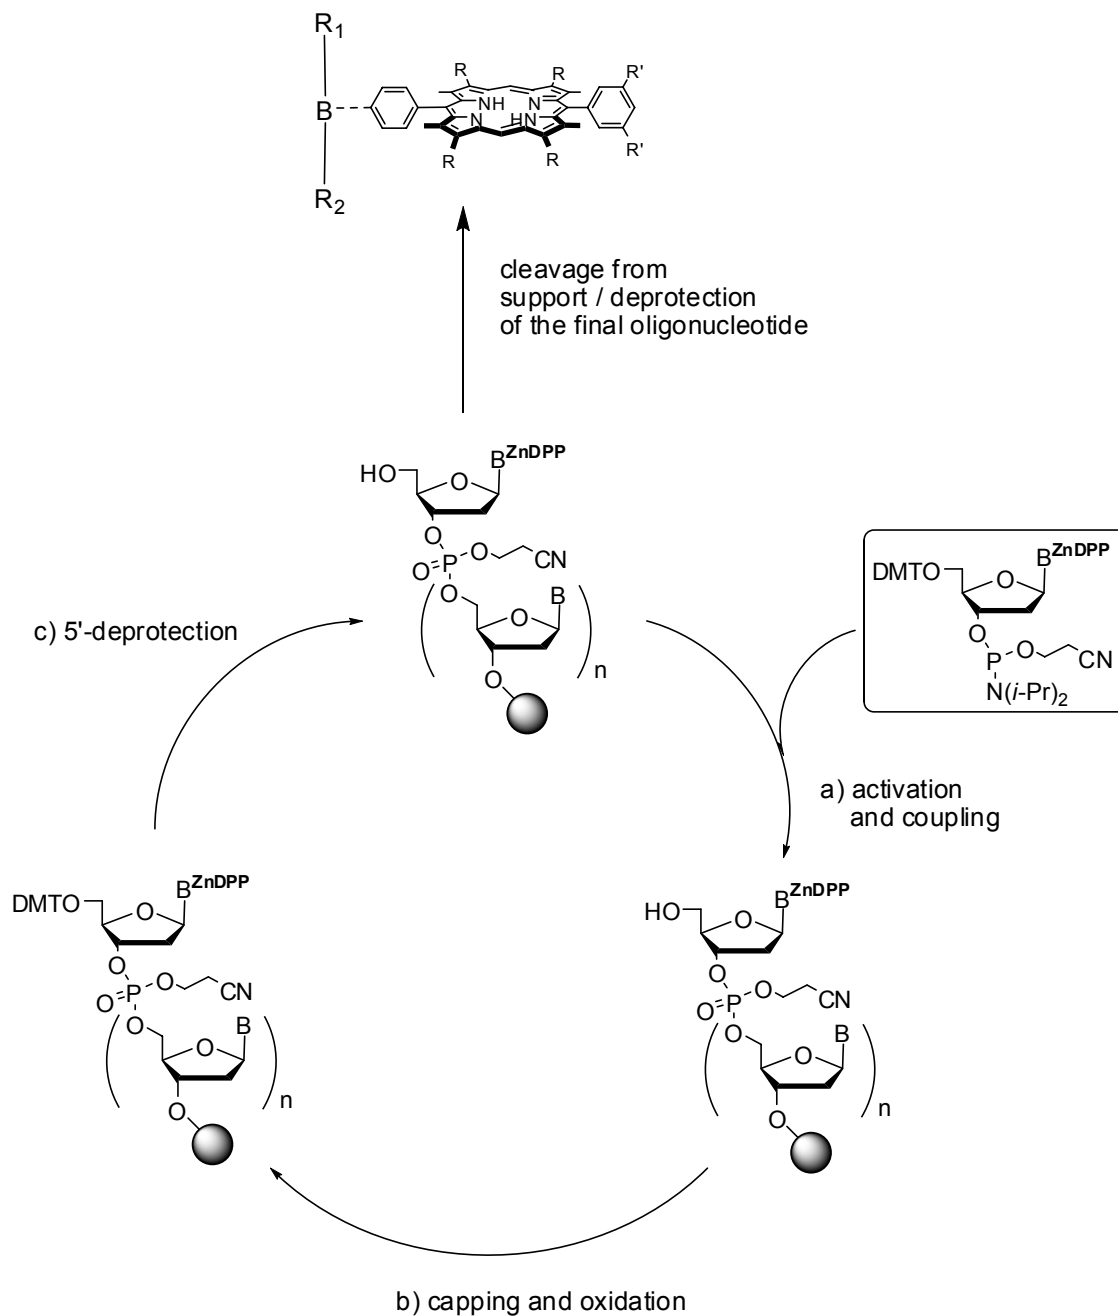 R1
R R R'
B NH N
N HN
R R R'
R2
cleavage from
support / deprotection
of the final oligonucleotide
BZnDPP
HO O
O
O=P O CN
O B
O
O n
c) 5'-deprotection
BZnDPP
DMTO O
O
P O CN
N(i-Pr)2
a) activation
and coupling
BZnDPP
DMTO O
O
O=P O CN
O B
O
O n
BZnDPP
HO O
O
O=P O CN
O B
O
O n
b) capping and oxidation